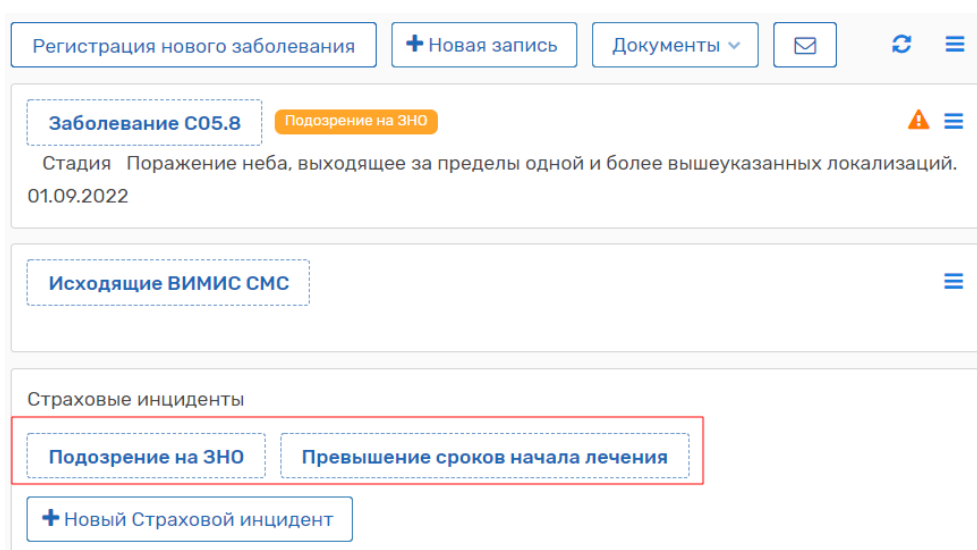 Регистрация нового заболевания Новая запись Документы
Заболевание C05.8 Подозрение на ЗНО
Стадия Поражение неба, выходящее за пределы одной и более вышеуказанных локализаций.
01.09.2022
Исходящие ВИМИС СМС
Страховые инциденты
Подозрение на ЗНО Превышение сроков начала лечения
Новый Страховой инцидент